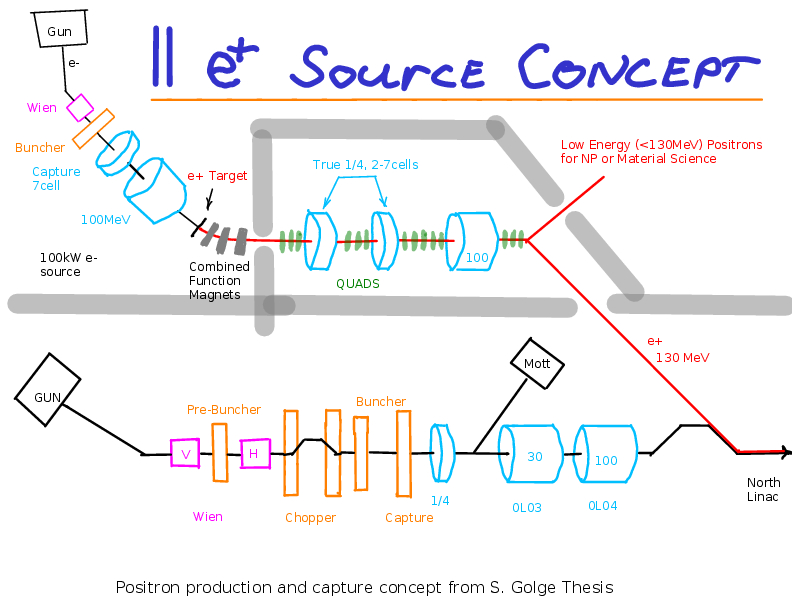 || e+ SOURCE CONCEPT
Gun
e-
Wien
Buncher
Capture
7cell
100MeV
e+ Target
True 1/4, 2-7cells
Low Energy (<130MeV) Positrons
for NP or Material Science
100kW e-
source
Combined
Function
Magnets
QUADS
100
e+
130 MeV
Mott
GUN
Pre-Buncher
Buncher
V
H
30
100
1/4
0L03
0L04
Wien
Chopper
Capture
North
Linac
Positron production and capture concept from S. Golge Thesis